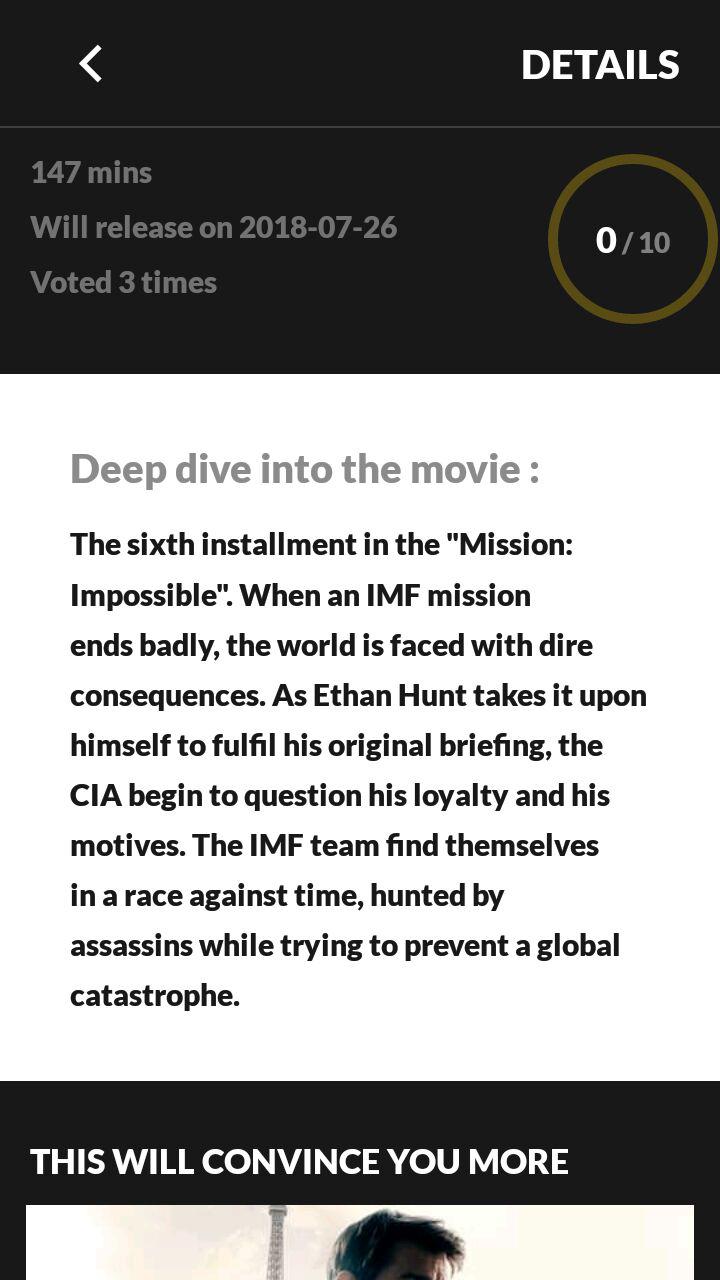 DETAILS
147 mins
Will release on 2018-07-26
Voted 3 times
0 / 10
Deep dive into the movie :
The sixth installment in the "Mission:
Impossible". When an IMF mission
ends badly, the world is faced with dire
consequences. As Ethan Hunt takes it upon
himself to fulfil his original briefing, the
CIA begin to question his loyalty and his
motives. The IMF team find themselves
in a race against time, hunted by
assassins while trying to prevent a global
catastrophe.
THIS WILL CONVINCE YOU MORE